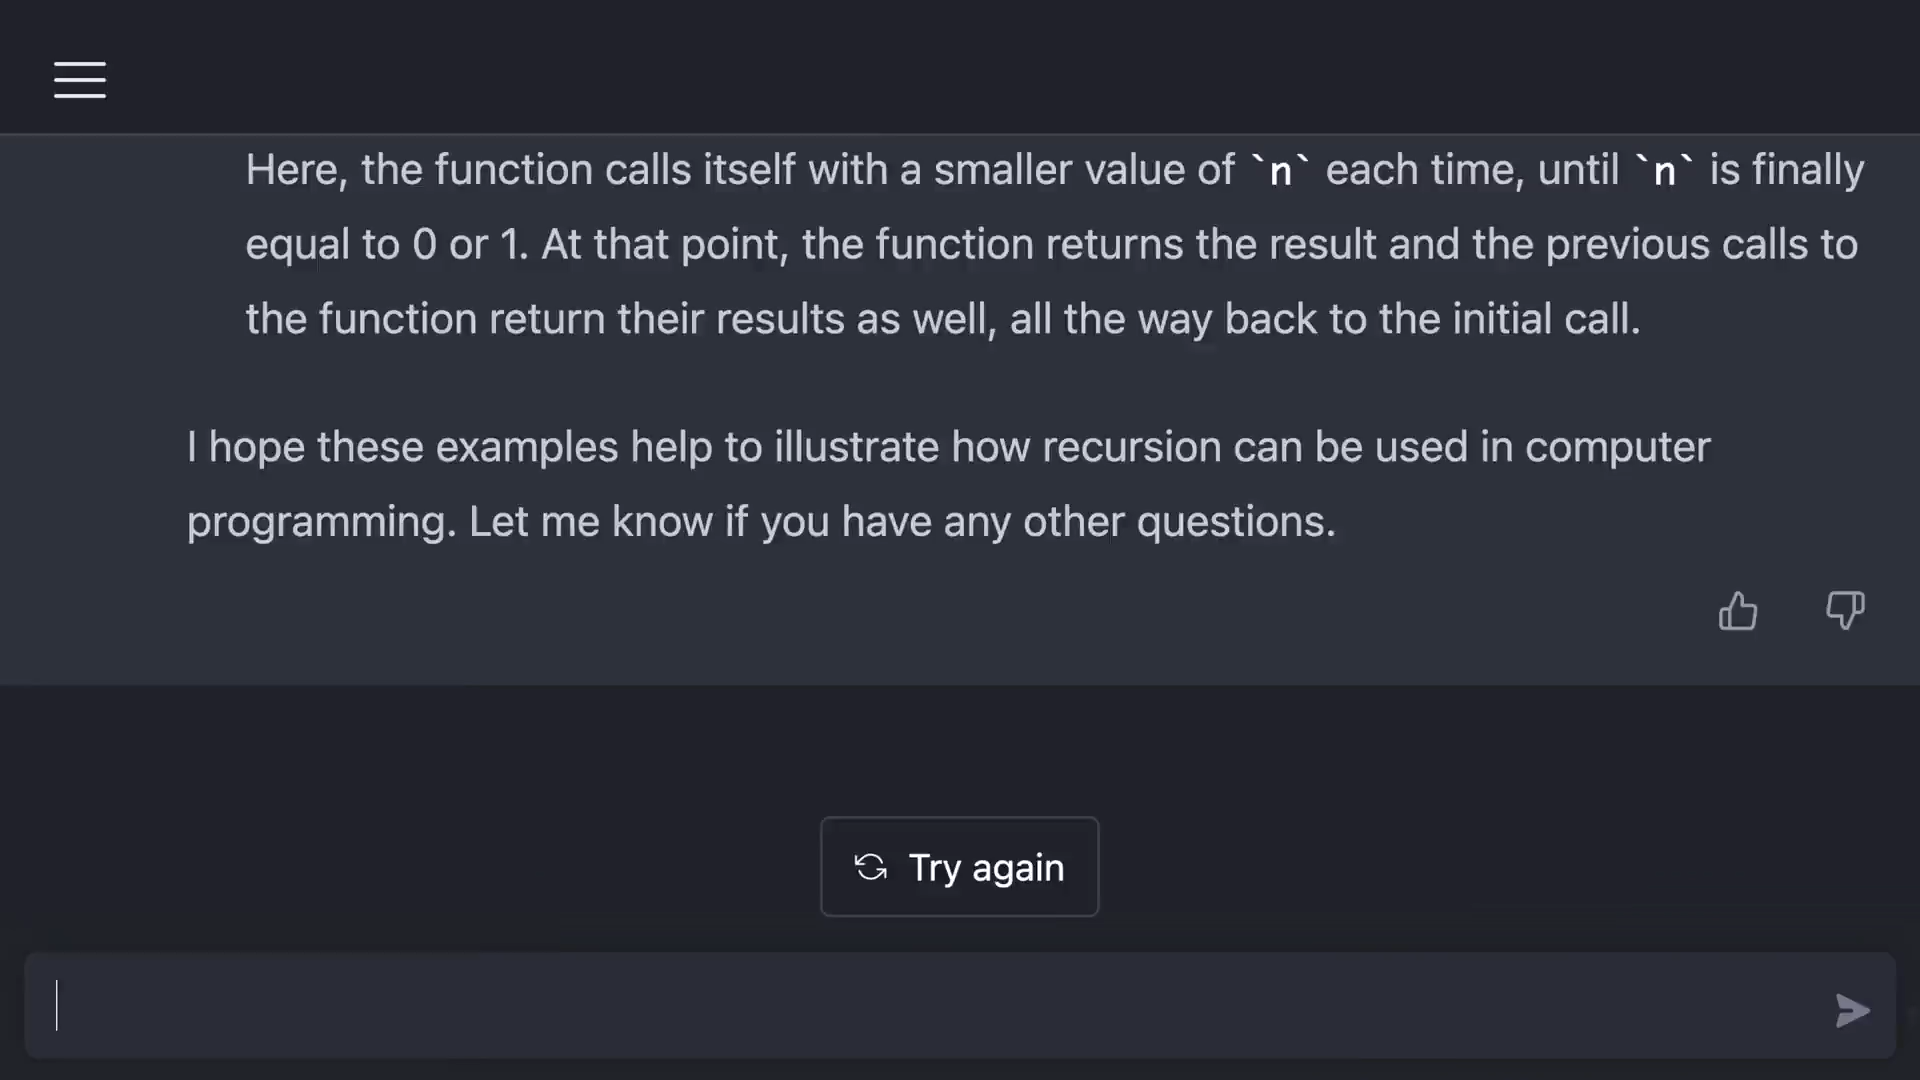 Here, the function calls itself with a smaller value of `n` each time, until `n` is finally
equal to 0 or 1. At that point, the function returns the result and the previous calls to
the function return their results as well, all the way back to the initial call.
I hope these examples help to illustrate how recursion can be used in computer
programming. Let me know if you have any other questions.
Try again